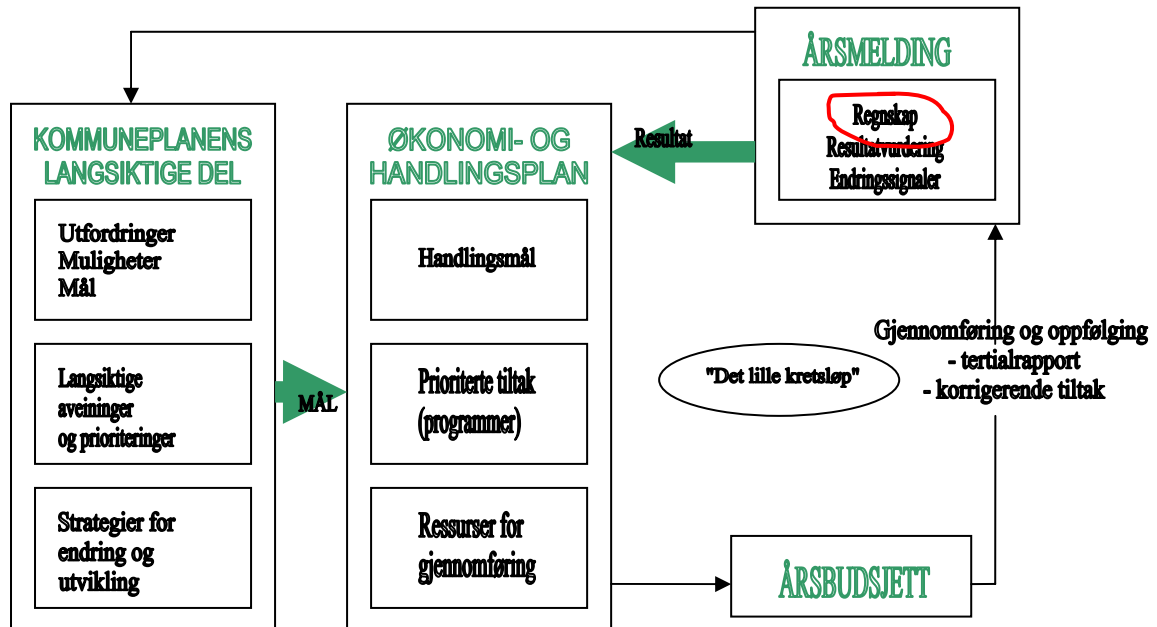 KOMMUNEPLANENS
LANGSIKTIGE DEL
Utfordringer
Muligheter
Mål
Langsiktige
aveininger
og prioriteringer
Strategier for
endring og
utvikling
MÅL
ØKONOMI- OG
HANDLINGSPLAN
Handlingsmål
Prioriterte tiltak
(programmer)
Ressurser for
gjennomføring
Resultat
ÅRSMELDING
Regnskap
Resultatvurdering
Endringssignaler
"Det lille kretsløp"
Gjennomføring og oppfølging
- tertialrapport
- korrigerende tiltak
ÅRSBUDSJETT